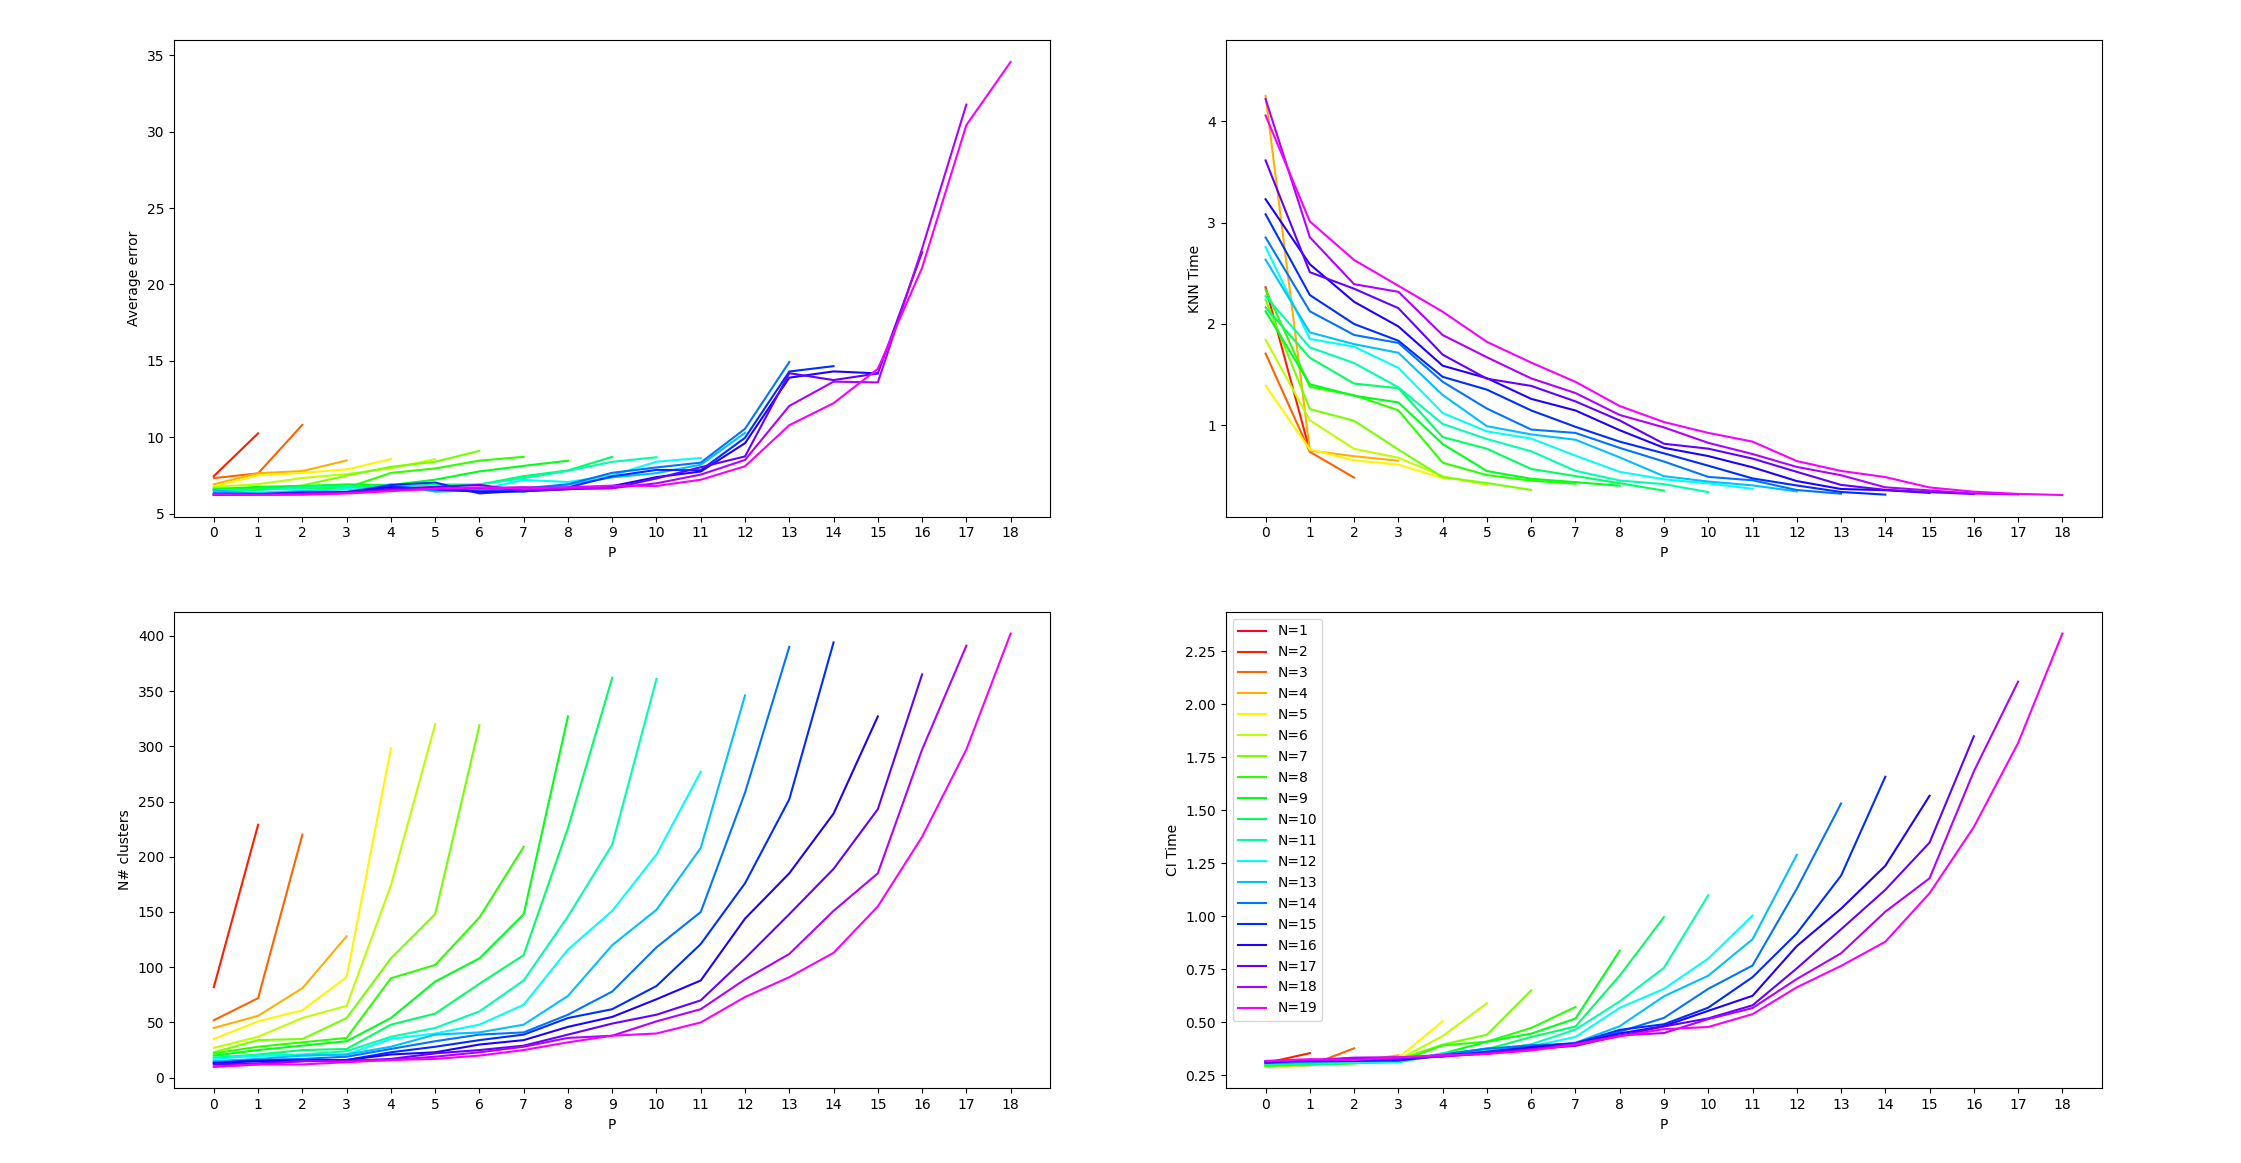 35
30
25
20
15
10
5
Average error
0 1 2 3 4 5 6 7 8 9 10 11 12 13 14 15 16 17 18
P
4
3
2
1
KNN Time
0 1 2 3 4 5 6 7 8 9 10 11 12 13 14 15 16 17 18
P
400
350
300
250
200
150
100
50
0
N# clusters
0 1 2 3 4 5 6 7 8 9 10 11 12 13 14 15 16 17 18
P
2.25
2.00
1.75
1.50
1.25
1.00
0.75
0.50
0.25
CI Time
N=1
N=2
N=3
N=4
N=5
N=6
N=7
N=8
N=9
N=10
N=11
N=12
N=13
N=14
N=15
N=16
N=17
N=18
N=19
0 1 2 3 4 5 6 7 8 9 10 11 12 13 14 15 16 17 18
P